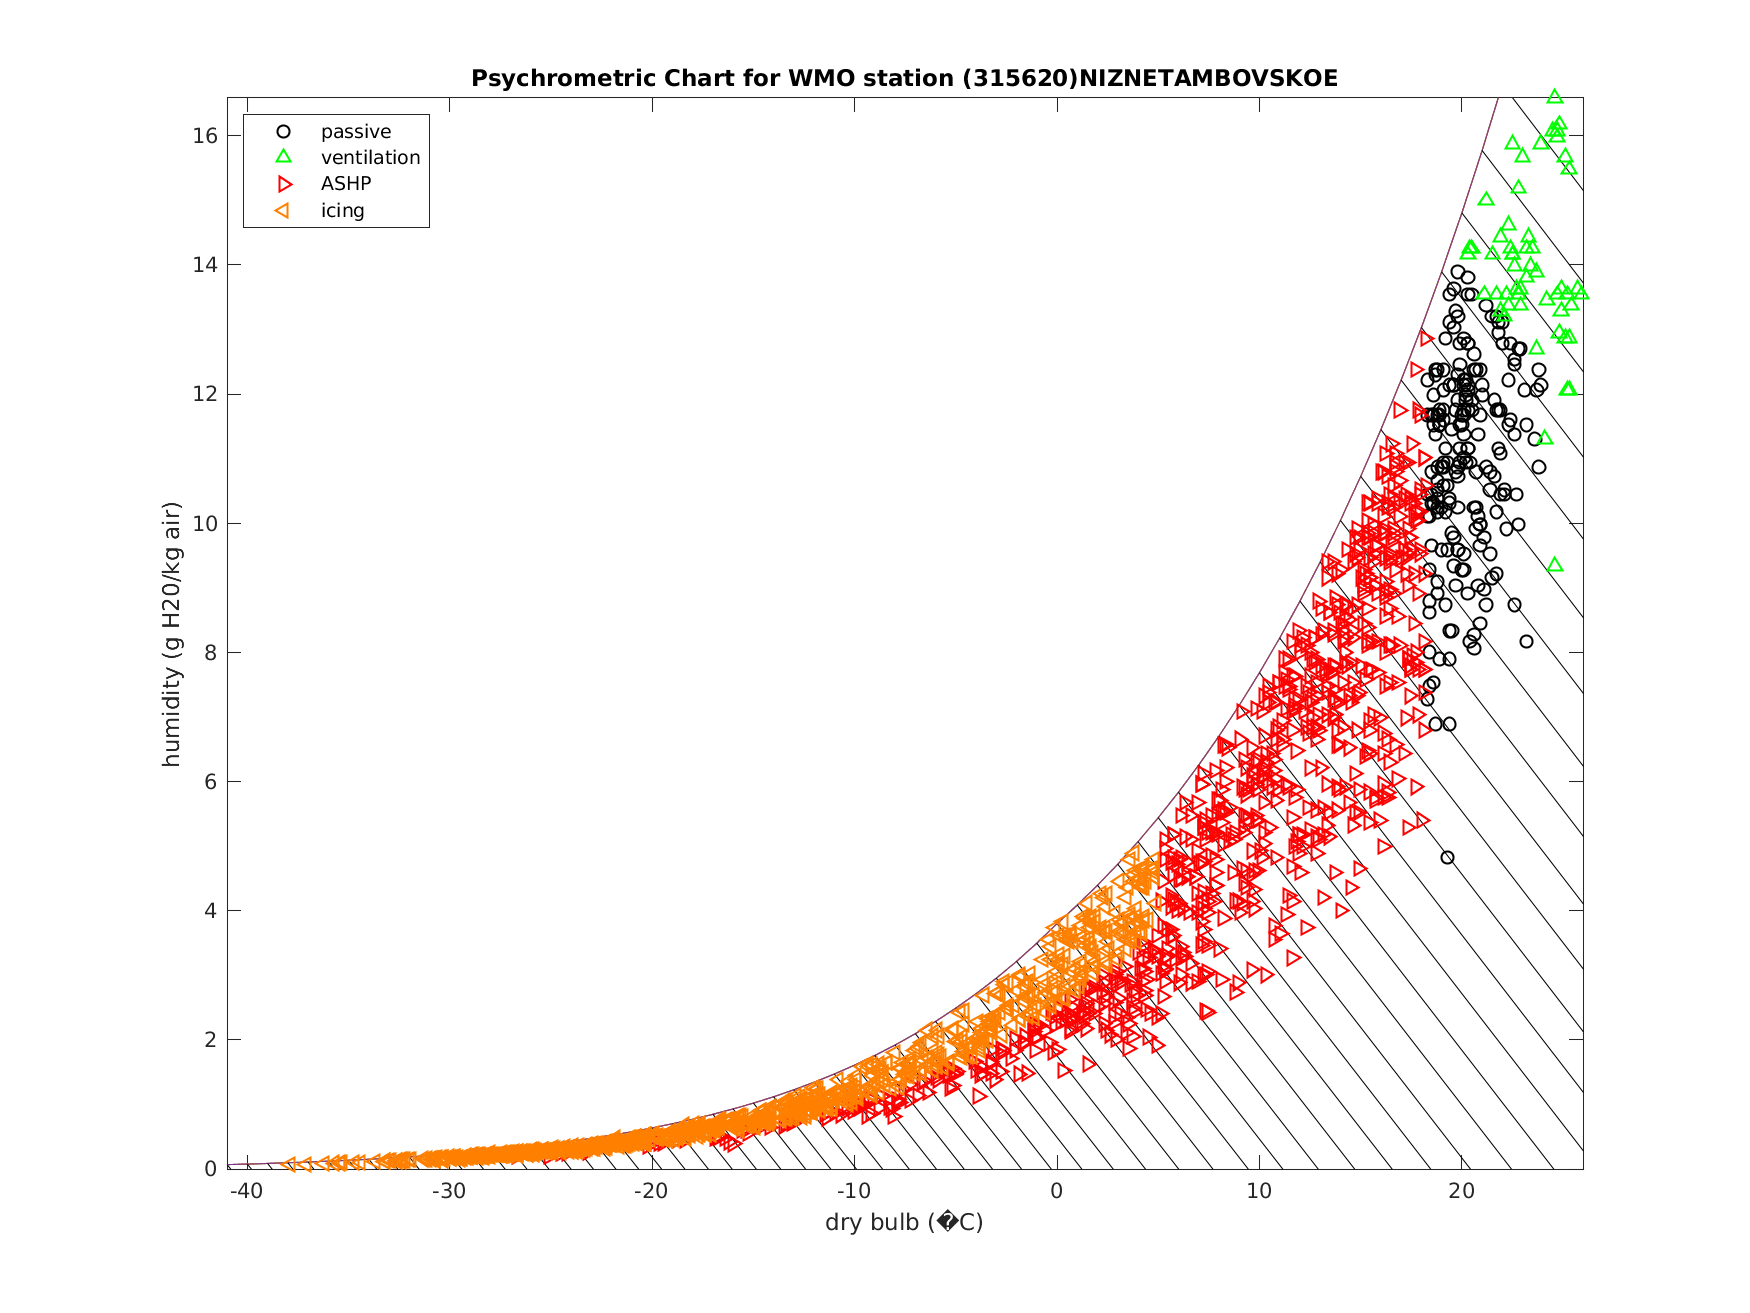 Psychrometric Chart for WMO station (315620)NIZNETAMBOVSKOE
passive
ventilation
ASHP
icing
humidity (g H20/kg air)
16
14
12
10
8
6
4
2
0
-40 -30 -20 -10 0 10 20
dry bulb (�C)